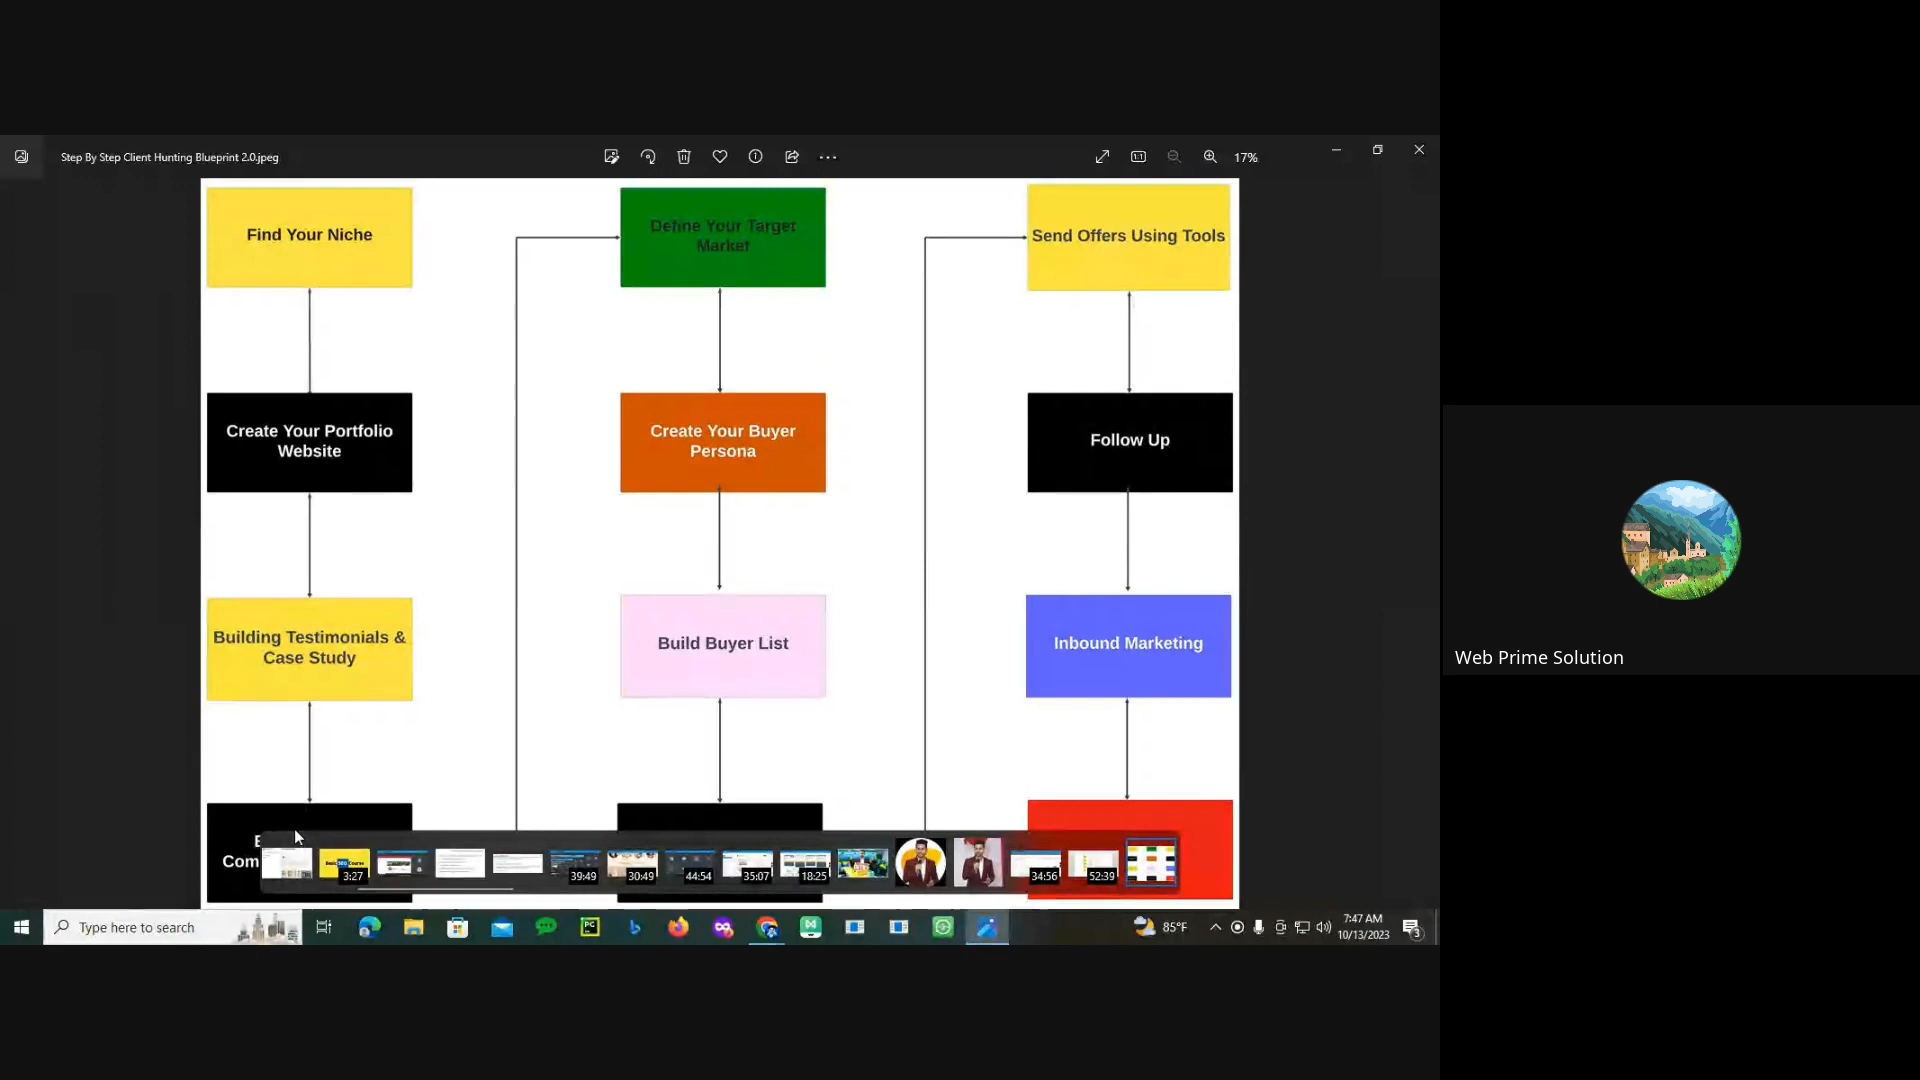 Step By Step Client Hunting Blueprint 2.0.jpeg
17%
Find Your Niche
Define Your Target
Market
Send Offers Using Tools
Create Your Portfolio
Website
Create Your Buyer
Persona
Follow Up
Building Testimonials &
Case Study
Build Buyer List
Inbound Marketing
Com
3:27
39:49
30:49
44:54
35:07
18:25
34:56
52:39
Type here to search
85°F
7:47 AM
10/13/2023
3
Web Prime Solution